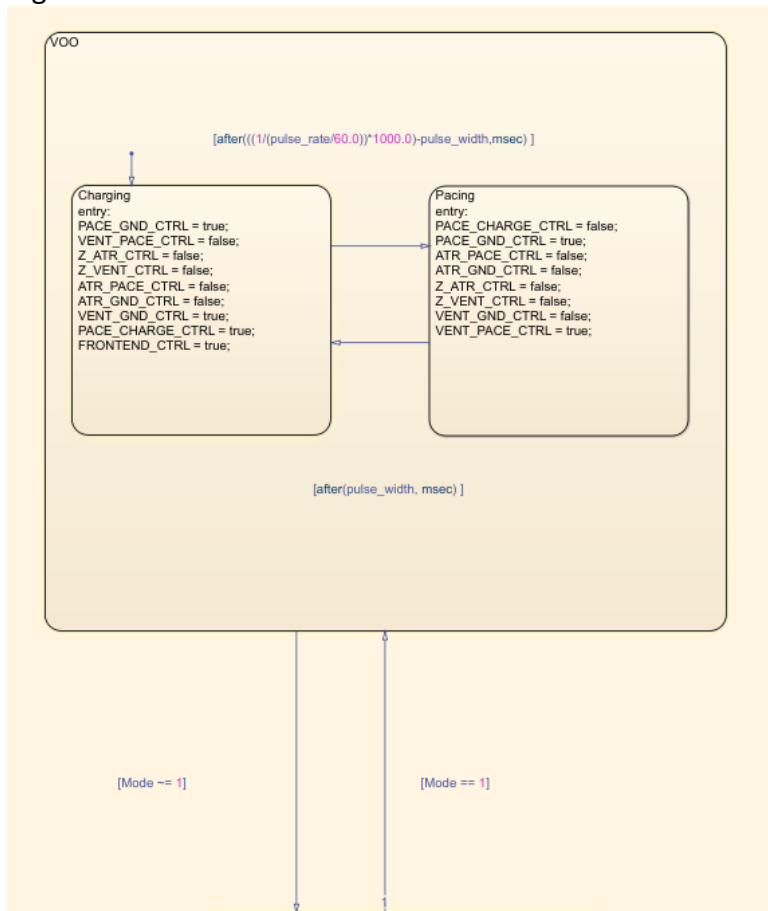 VOO
[after(((1/(pulse_rate/60.0))*1000.0)-pulse_width,msec) ]
Charging
entry:
PACE_GND_CTRL = true;
VENT_PACE_CTRL = false;
Z_ATR_CTRL = false;
Z_VENT_CTRL = false;
ATR_PACE_CTRL = false;
ATR_GND_CTRL = false;
VENT_GND_CTRL = true;
PACE_CHARGE_CTRL = true;
FRONTEND_CTRL = true;
Pacing
entry:
PACE_CHARGE_CTRL = false;
PACE_GND_CTRL = true;
ATR_PACE_CTRL = false;
ATR_GND_CTRL = false;
Z_ATR_CTRL = false;
Z_VENT_CTRL = false;
VENT_GND_CTRL = false;
VENT_PACE_CTRL = true;
[after(pulse_width, msec) ]
[Mode ~= 1]
[Mode == 1]
1